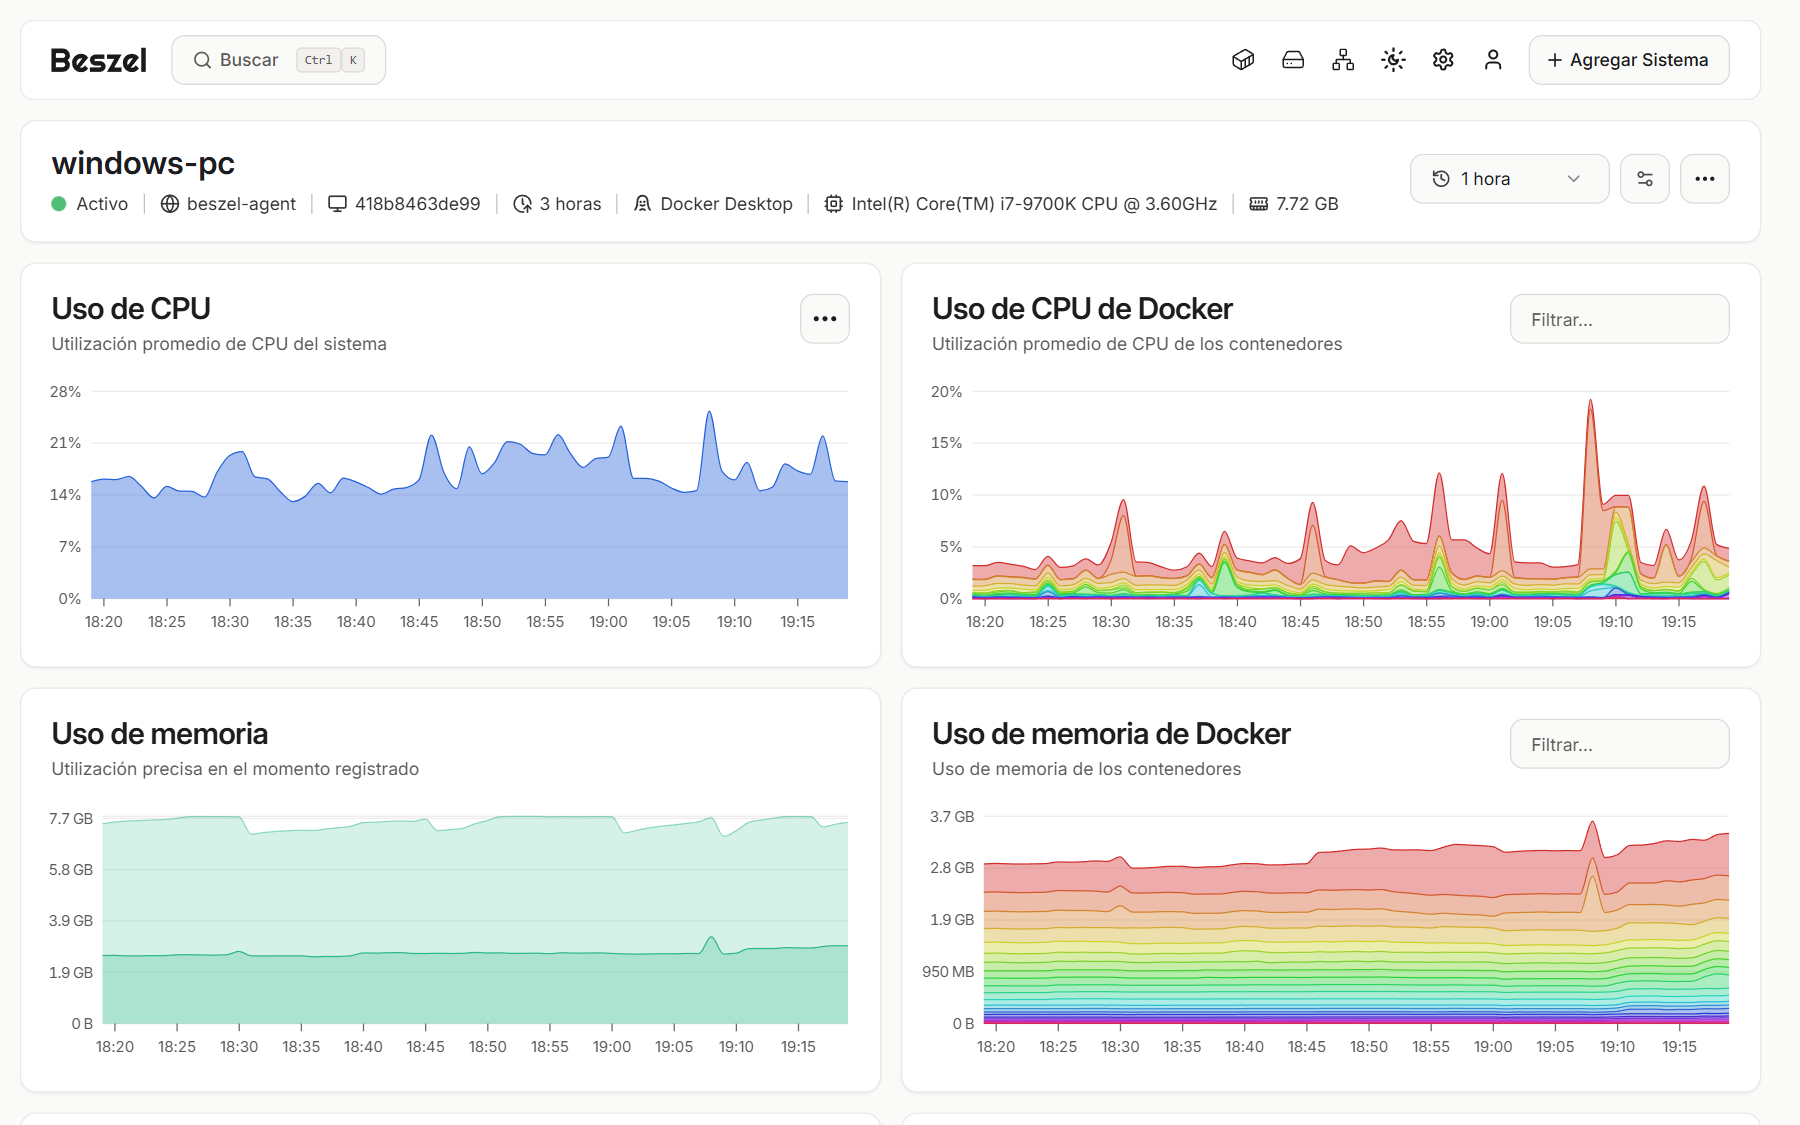 Beszel
Buscar Ctrl K
Agregar Sistema
windows-pc
Activo beszel-agent 418b8463de99 3 horas Docker Desktop Intel(R) Core(TM) i7-9700K CPU @ 3.60GHz 7.72 GB
1 hora
Uso de CPU
Utilización promedio de CPU del sistema
28%
21%
14%
7%
0%
18:20 18:25 18:30 18:35 18:40 18:45 18:50 18:55 19:00 19:05 19:10 19:15
Uso de CPU de Docker
Utilización promedio de CPU de los contenedores
Filtrar...
20%
15%
10%
5%
0%
18:20 18:25 18:30 18:35 18:40 18:45 18:50 18:55 19:00 19:05 19:10 19:15
Uso de memoria
Utilización precisa en el momento registrado
7.7 GB
5.8 GB
3.9 GB
1.9 GB
0 B
18:20 18:25 18:30 18:35 18:40 18:45 18:50 18:55 19:00 19:05 19:10 19:15
Uso de memoria de Docker
Uso de memoria de los contenedores
Filtrar...
3.7 GB
2.8 GB
1.9 GB
950 MB
0 B
18:20 18:25 18:30 18:35 18:40 18:45 18:50 18:55 19:00 19:05 19:10 19:15